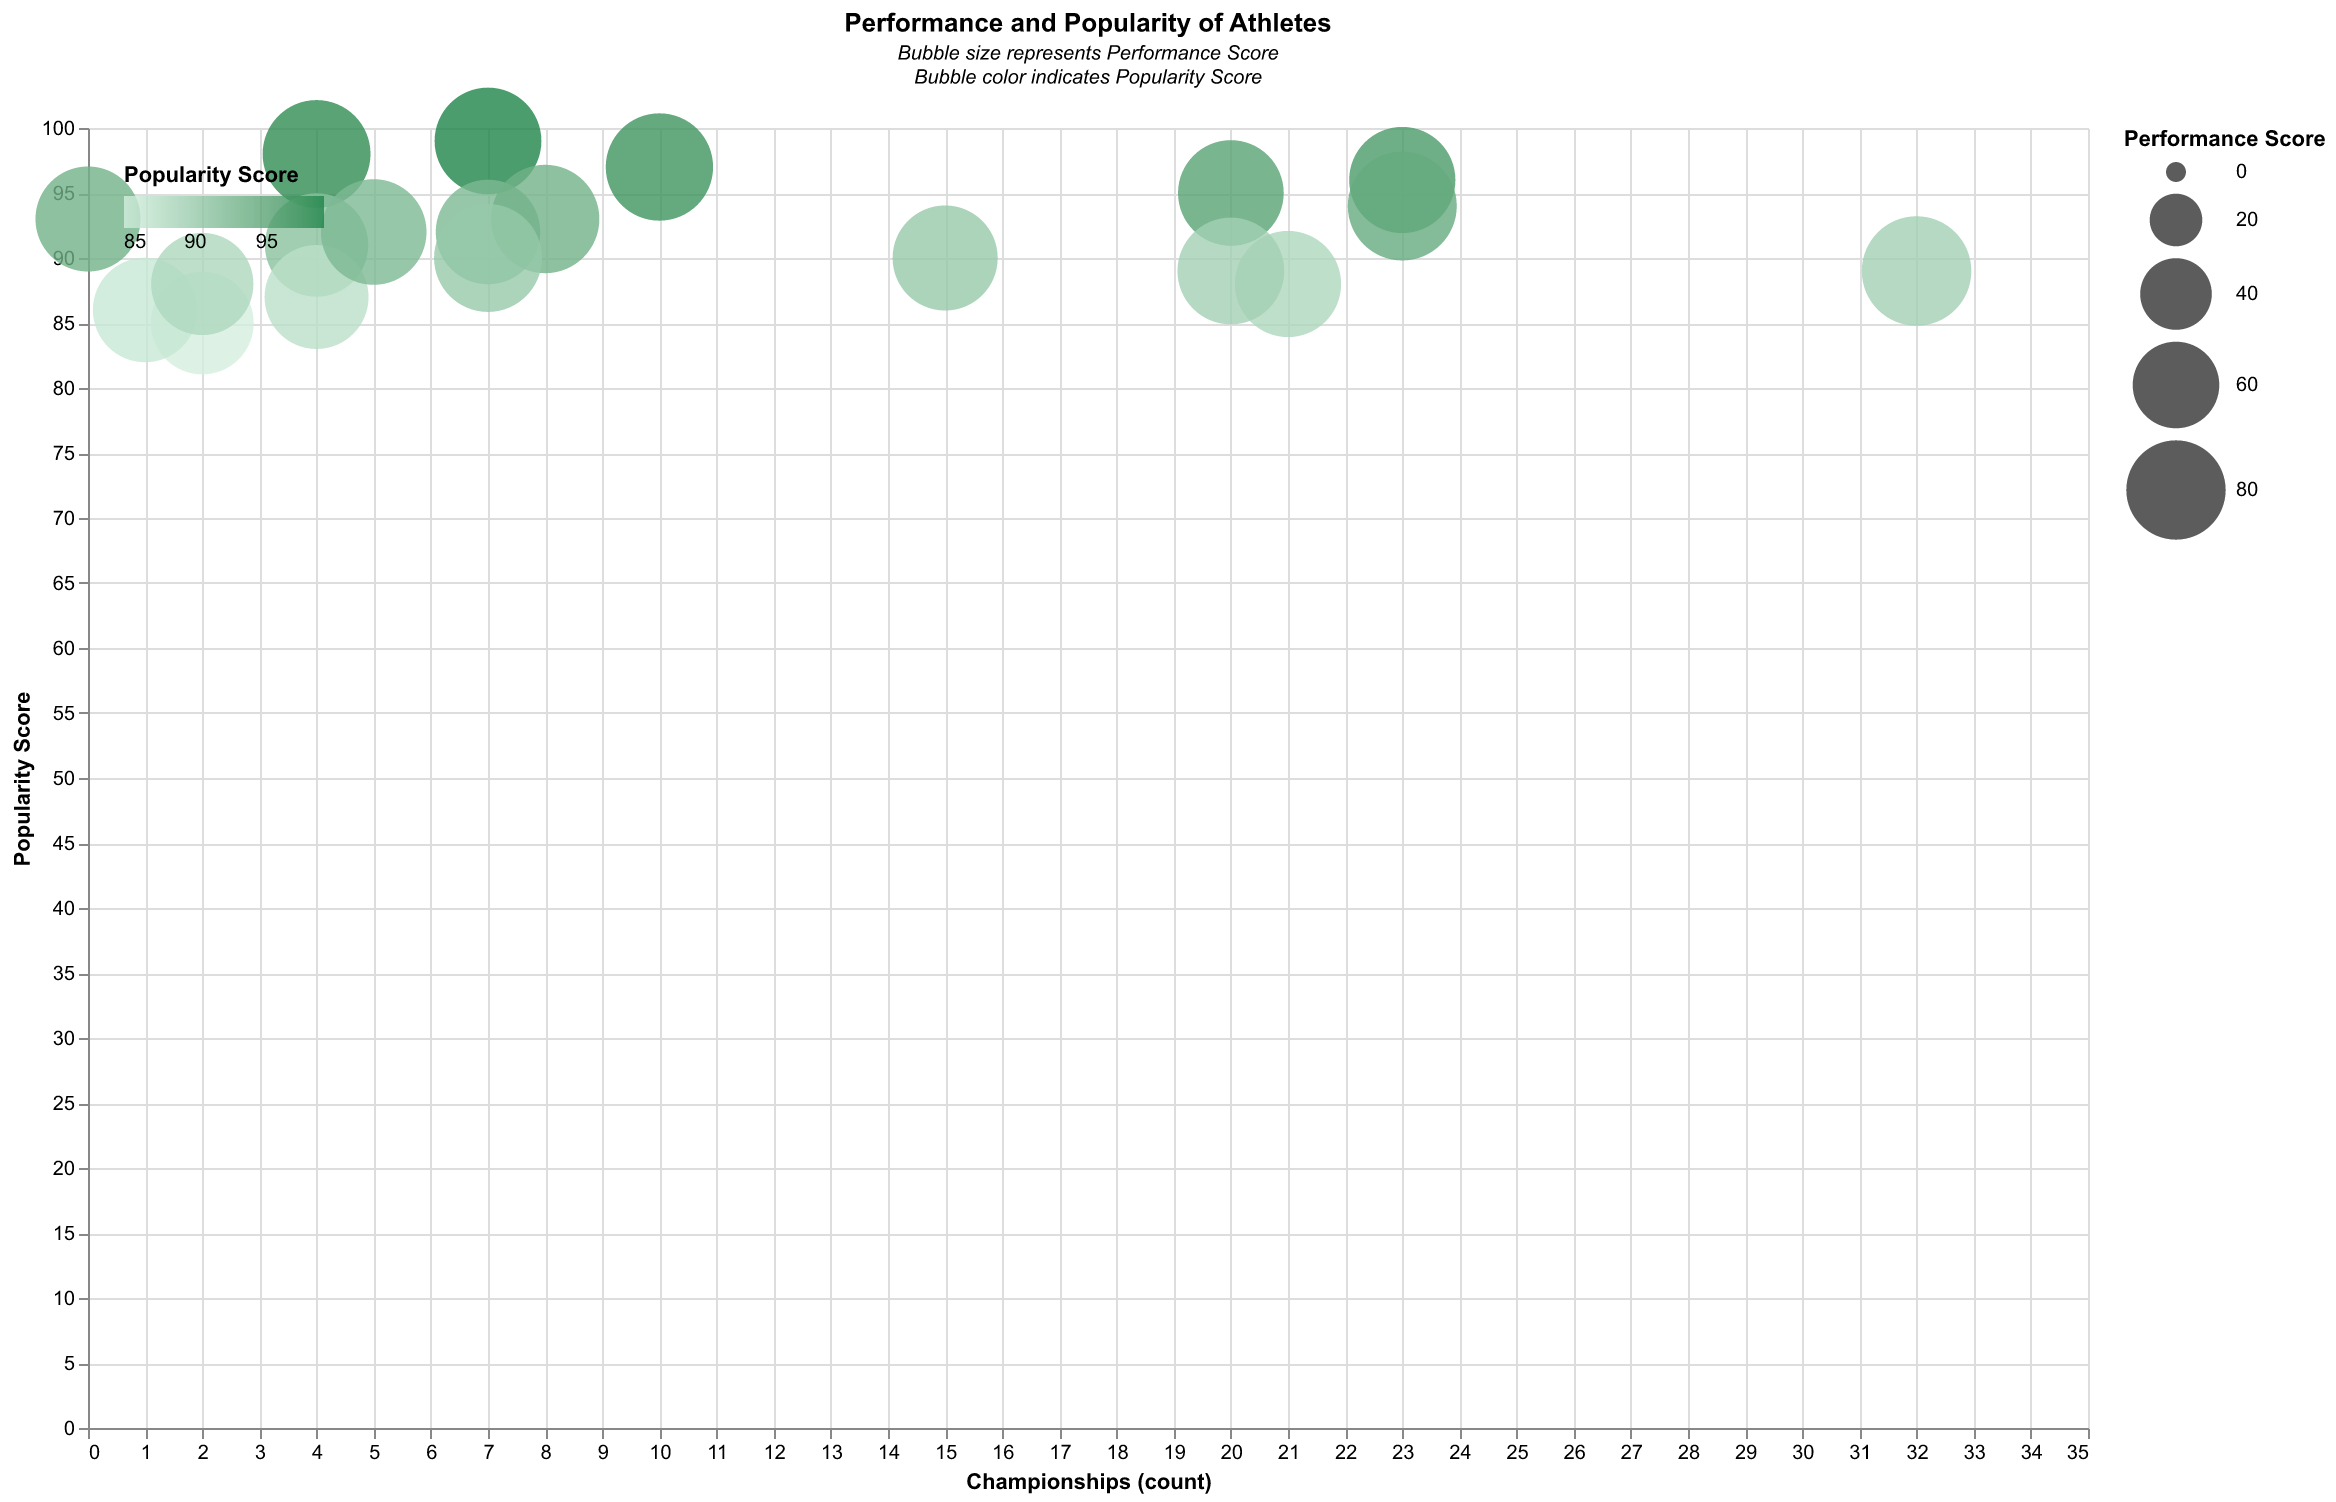 Performance and Popularity of Athletes
Bubble size represents Performance Score
Bubble color indicates Popularity Score
Popularity Score
85 90 95
Performance Score
0
20
40
60
80
Popularity Score
100
95
90
85
80
75
70
65
60
55
50
45
40
35
30
25
20
15
10
5
0
0 1 2 3 4 5 6 7 8 9 10 11 12 13 14 15 16 17 18 19 20 21 22 23 24 25 26 27 28 29 30 31 32 33 34 35
Championships (count)